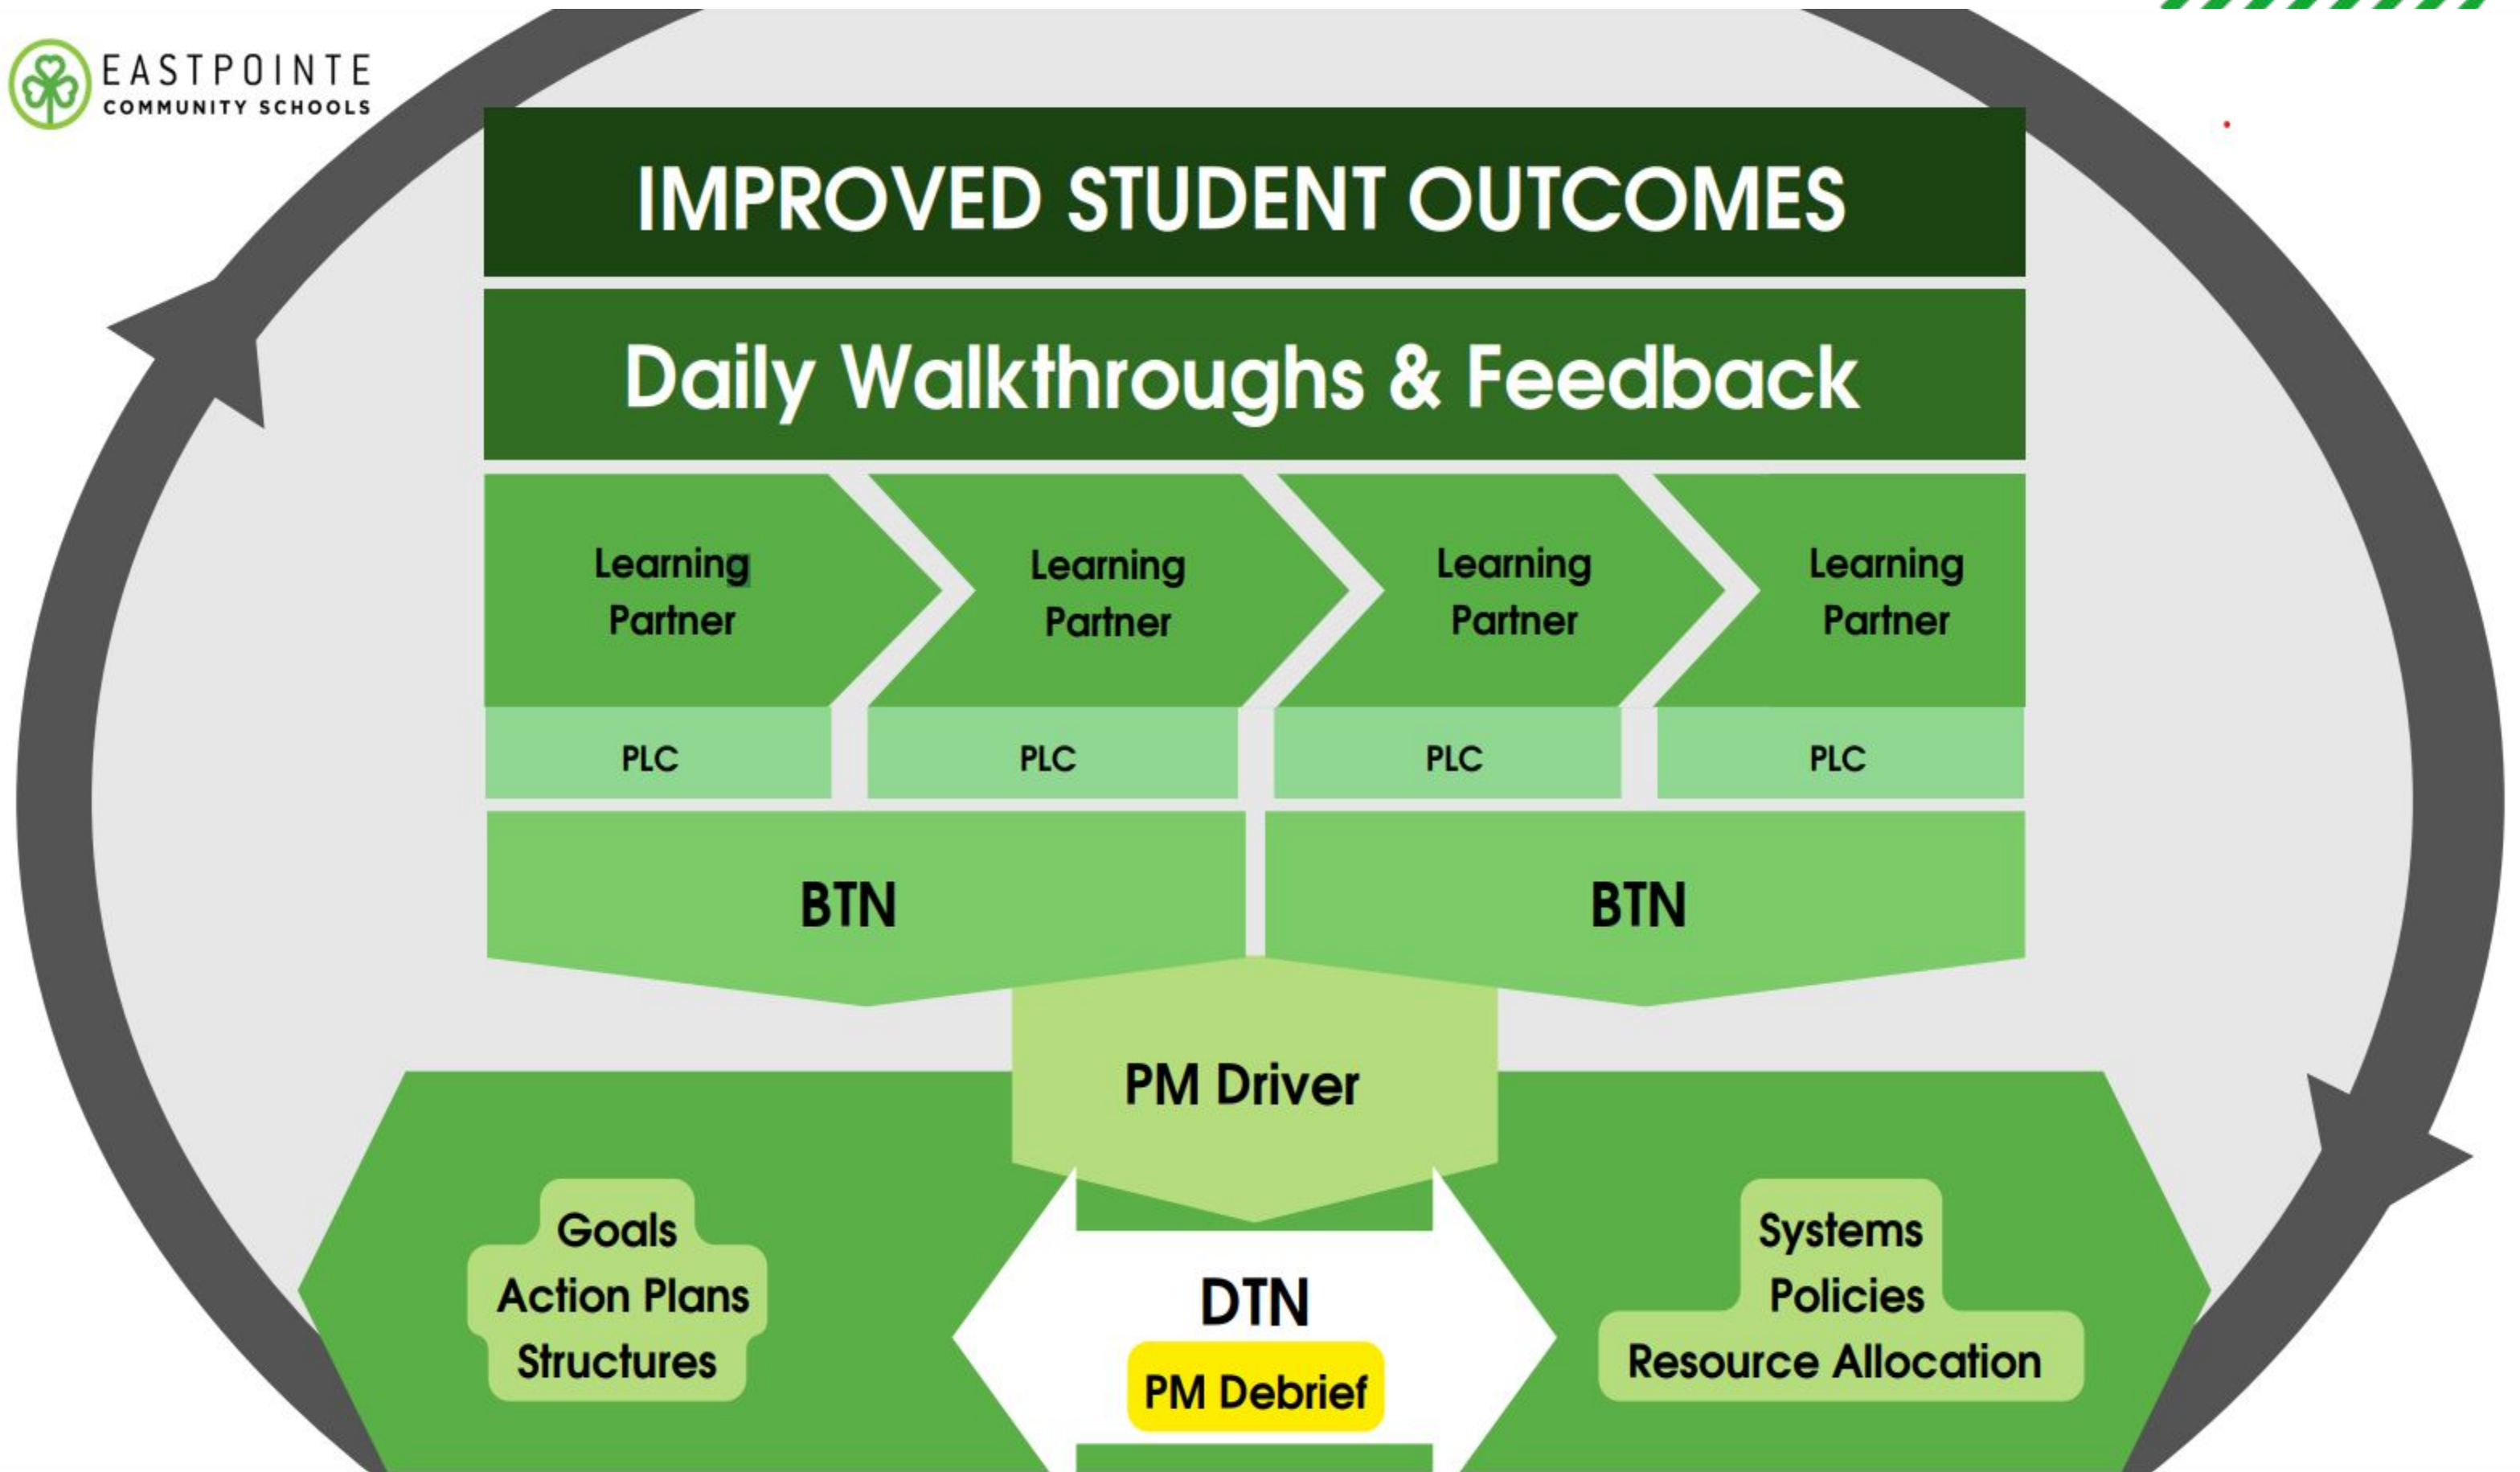 EASTPOINTE
COMMUNITY SCHOOLS
IMPROVED STUDENT OUTCOMES
Daily Walkthroughs & Feedback
Learning
Partner
Learning
Partner
Learning
Partner
Learning
Partner
PLC
PLC
PLC
PLC
BTN
BTN
PM Driver
Goals
Action Plans
Structures
DTN
PM Debrief
Systems
Policies
Resource Allocation